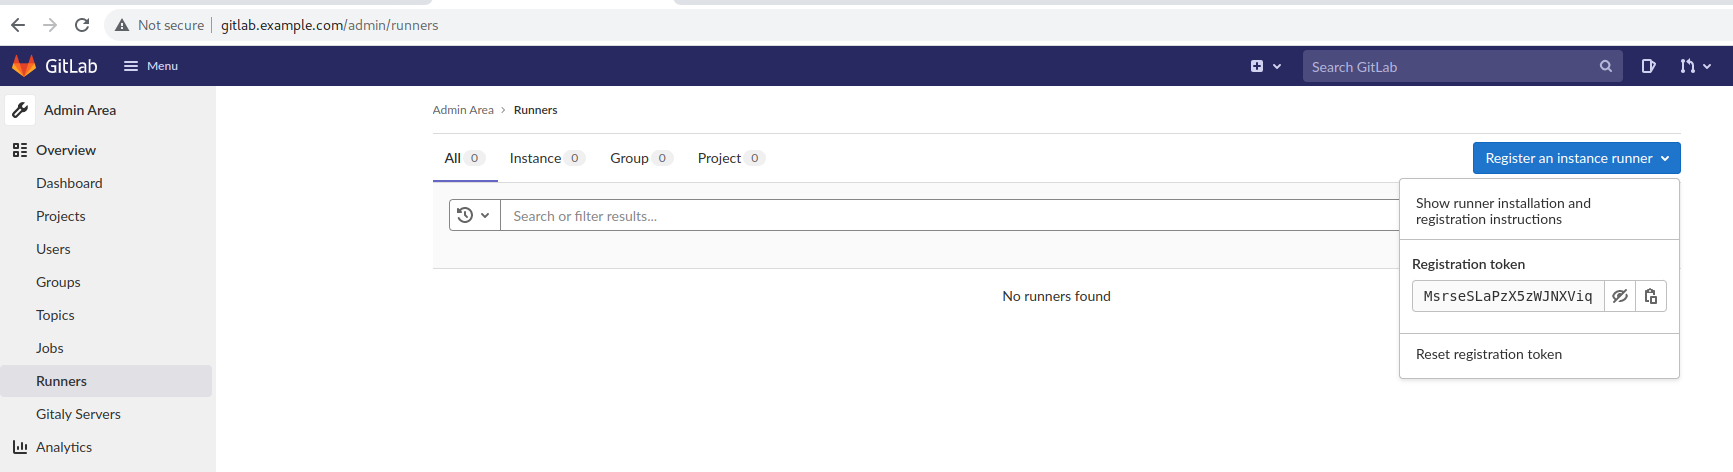 Not secure gitlab.example.com/admin/runners
GitLab Menu Search GitLab
Admin Area
Overview
Dashboard
Projects
Users
Groups
Topics
Jobs
Runners
Gitaly Servers
Analytics
Admin Area > Runners
All 0 Instance 0 Group 0 Project 0
Register an instance runner
Search or filter results...
No runners found
Show runner installation and
registration instructions
Registration token
MsrseSLaPzX5zWJNXViq
Reset registration token